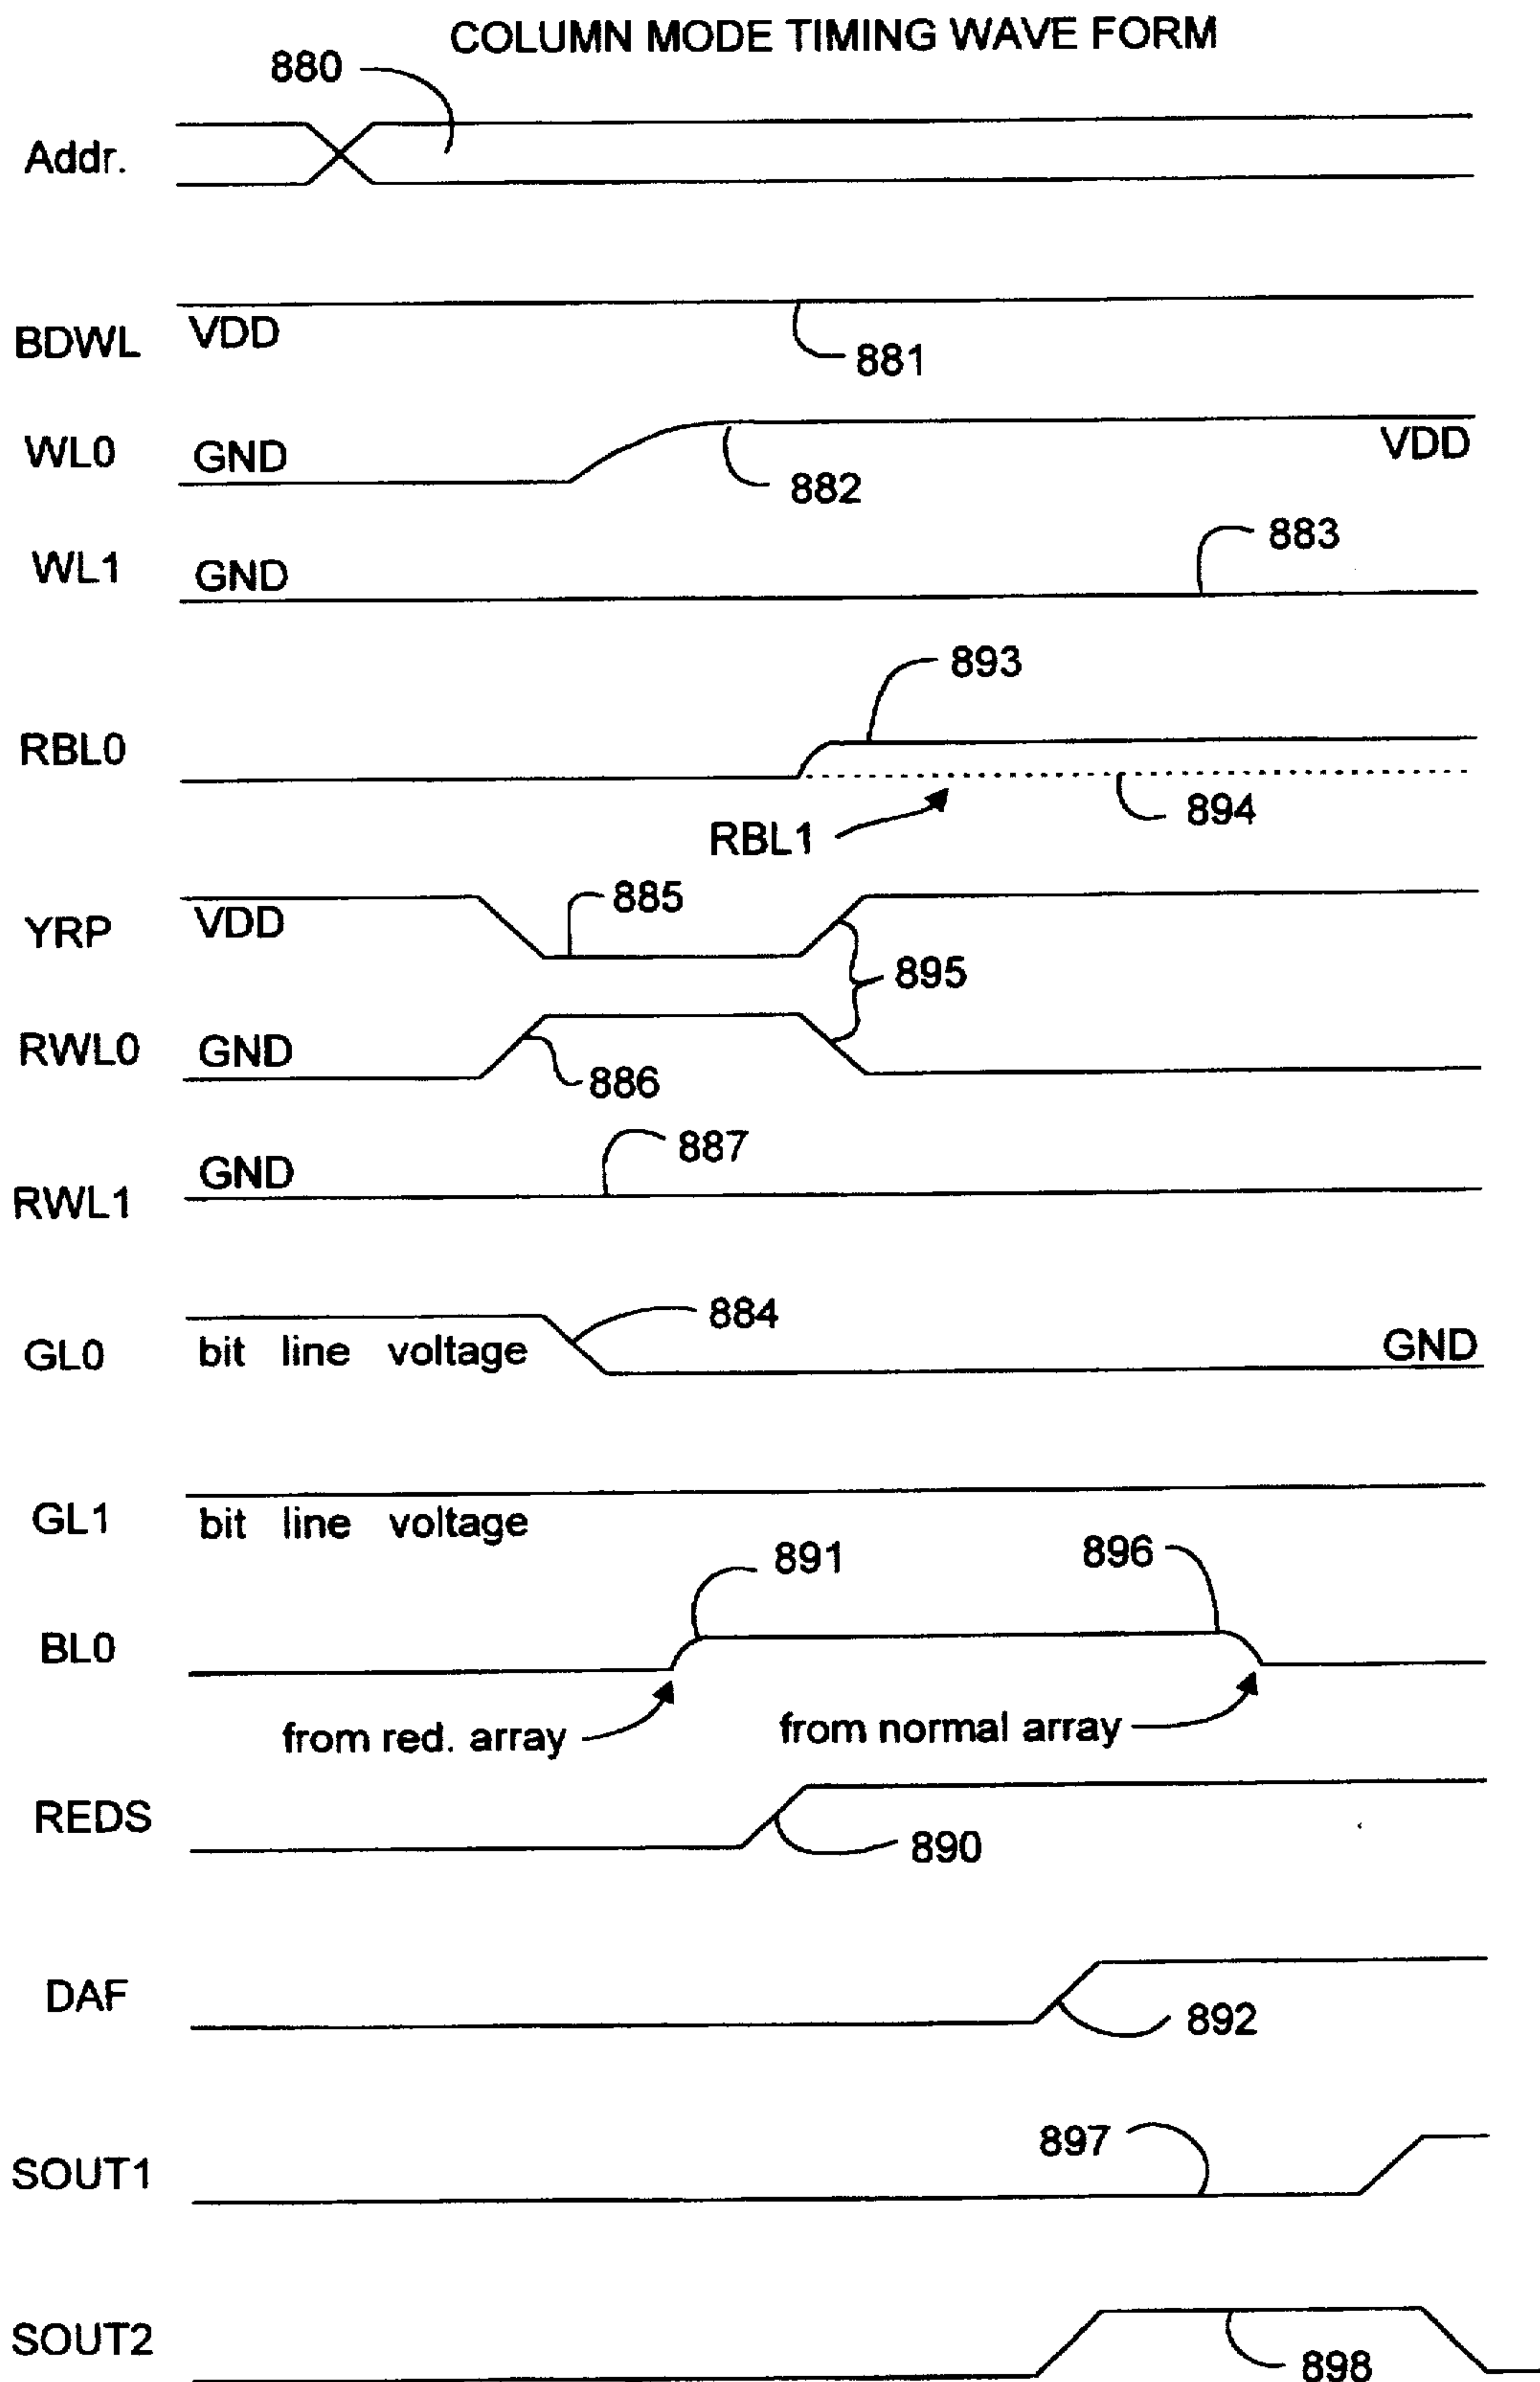 COLUMN MODE TIMING WAVE FORM
880
Addr.
BDWL VDD
881
WL0 GND VDD
882
883
WL1 GND
893
RBL0
894
RBL1
885
YRP VDD
895
RWL0 GND
886
887
GND
RWL1
884
GL0 bit line voltage GND
GL1 bit line voltage
891 896
BL0
from red. array from normal array
REDS
890
DAF
892
897
SOUT1
SOUT2
898